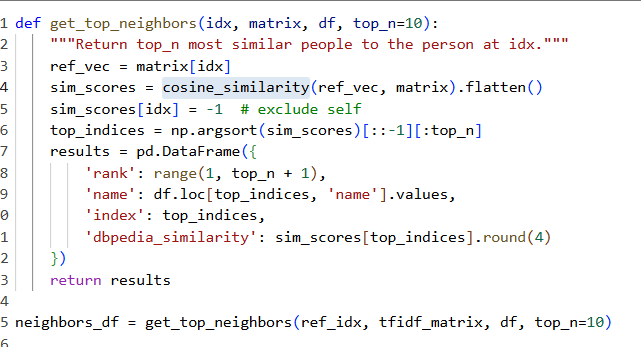 1 def get_top_neighbors(idx, matrix, df, top_n=10):
2     """Return top_n most similar people to the person at idx."""
3     ref_vec = matrix[idx]
4     sim_scores = cosine_similarity(ref_vec, matrix).flatten()
5     sim_scores[idx] = -1  # exclude self
6     top_indices = np.argsort(sim_scores)[::-1][:top_n]
7     results = pd.DataFrame({
8         'rank': range(1, top_n + 1),
9         'name': df.loc[top_indices, 'name'].values,
0         'index': top_indices,
1         'dbpedia_similarity': sim_scores[top_indices].round(4)
2     })
3     return results
4
5 neighbors_df = get_top_neighbors(ref_idx, tfidf_matrix, df, top_n=10)
6